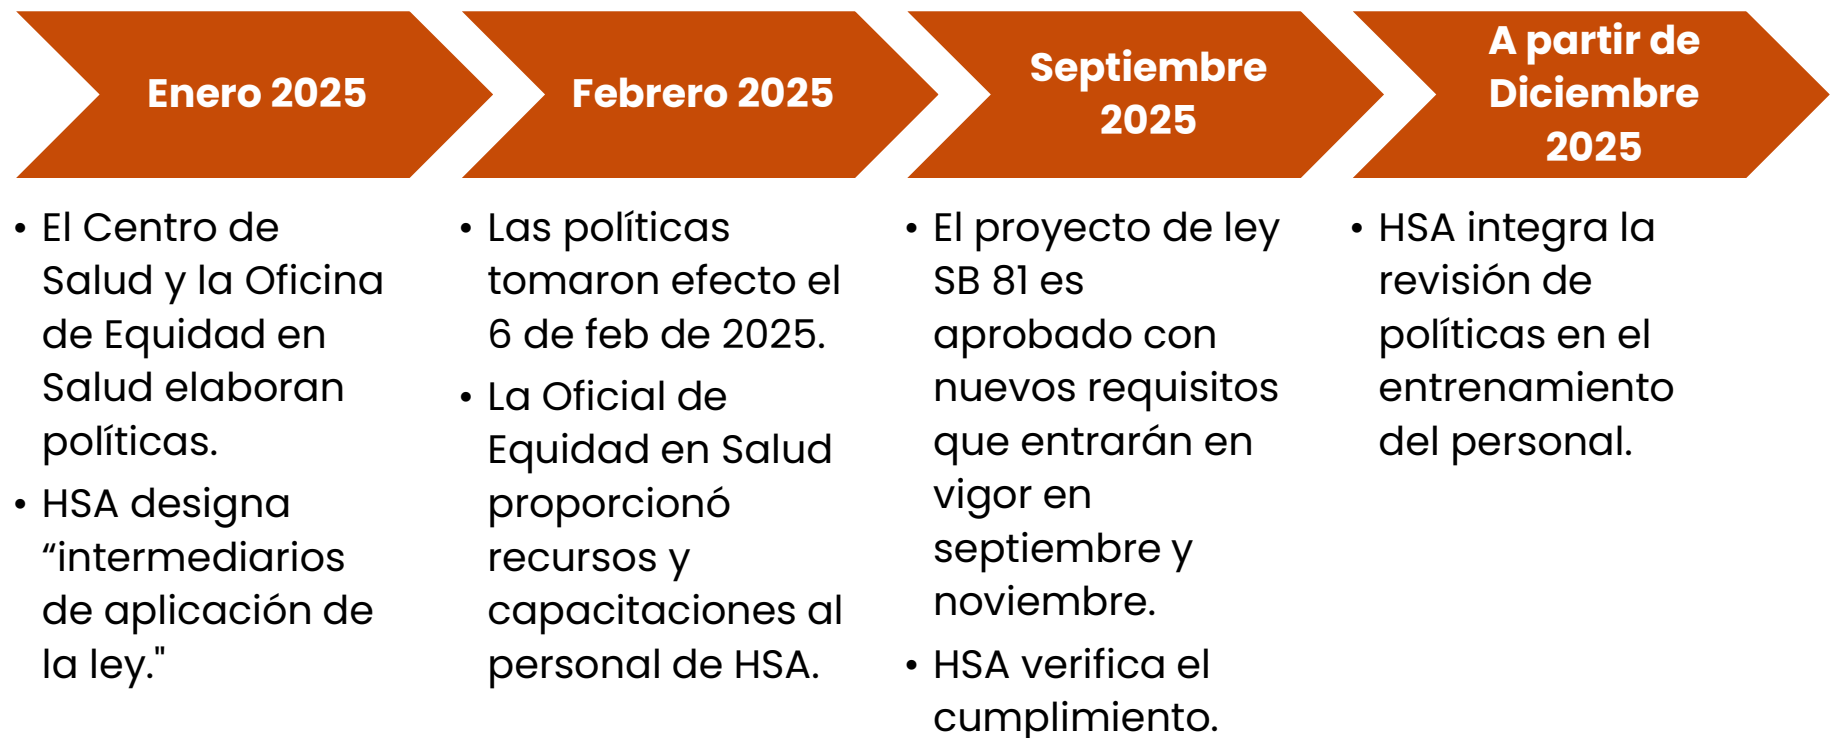 Enero 2025
• El Centro de
Salud y la Oficina
de Equidad en
Salud elaboran
políticas.
• HSA designa
“intermediarios
de aplicación de
la ley."
Febrero 2025
• Las políticas
tomaron efecto el
6 de feb de 2025.
• La Oficial de
Equidad en Salud
proporcionó
recursos y
capacitaciones al
personal de HSA.
Septiembre
2025
• El proyecto de ley
SB 81 es
aprobado con
nuevos requisitos
que entrarán en
vigor en
septiembre y
noviembre.
• HSA verifica el
cumplimiento.
A partir de
Diciembre
2025
• HSA integra la
revisión de
políticas en el
entrenamiento
del personal.